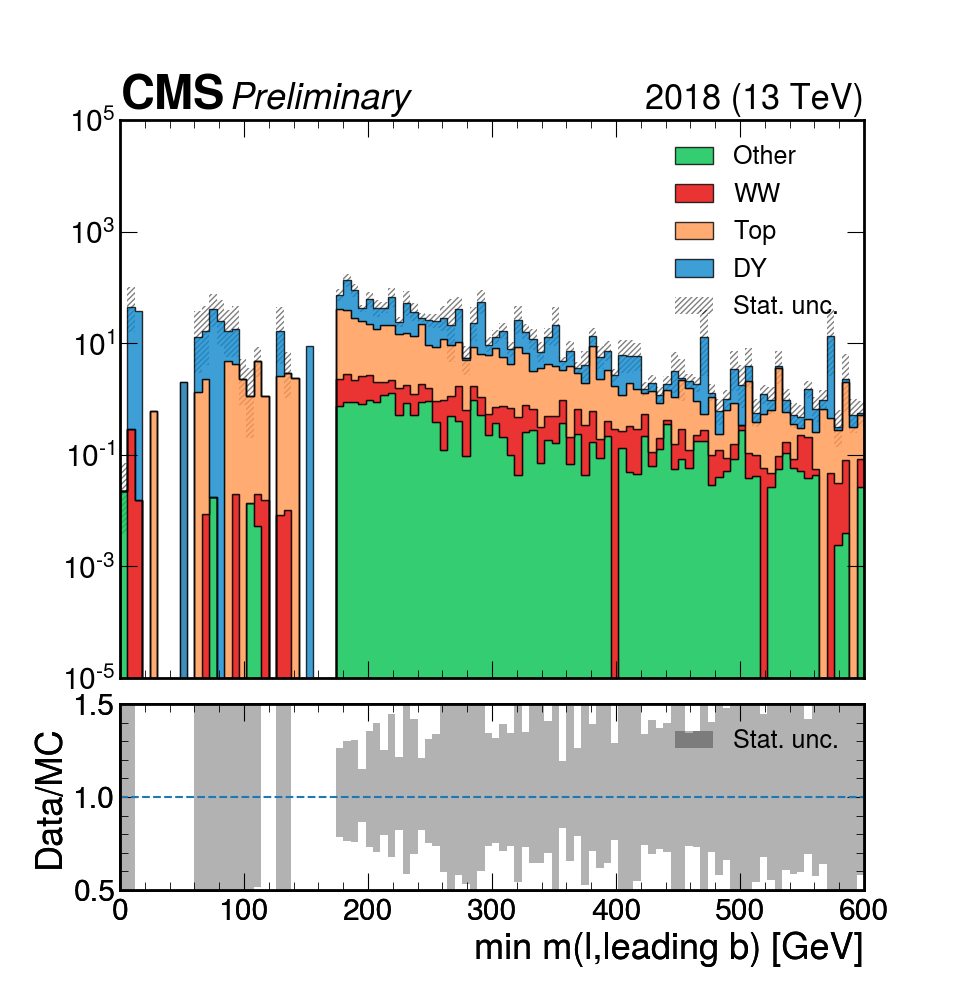 CMS Preliminary 2018 (13 TeV)
10^5
Other
WW
10^3
Top
DY
Stat. unc.
10^1
10^-1
10^-3
10^-5
1.5
Stat. unc.
Data/MC
1.0
0.5
0 100 200 300 400 500 600
min m(l,leading b) [GeV]